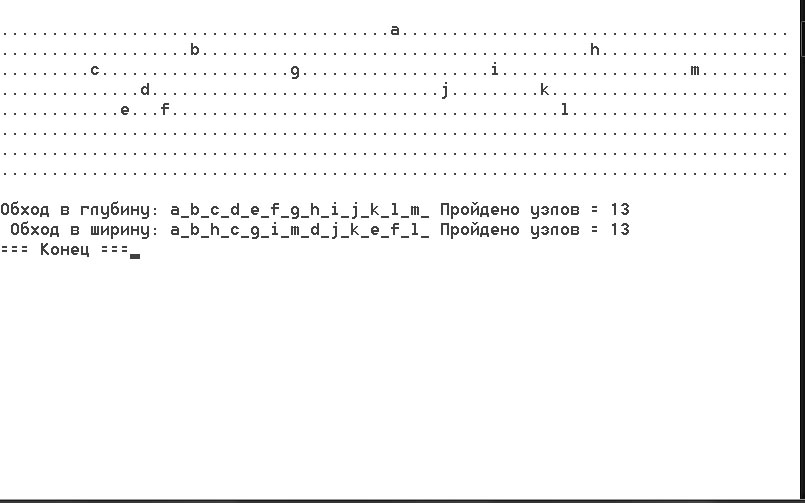 .......................................a.......................................
...................b.......................................h...................
.........c...................g...................i...................m.........
..............d.............................j.........k........................
............e...f.......................................l......................
...............................................................................
...............................................................................
...............................................................................
Обход в глубину: a_b_c_d_e_f_g_h_i_j_k_l_m_ Пройдено узлов = 13
Обход в ширину: a_b_h_c_g_i_m_d_j_k_e_f_l_ Пройдено узлов = 13
=== Конец ===_